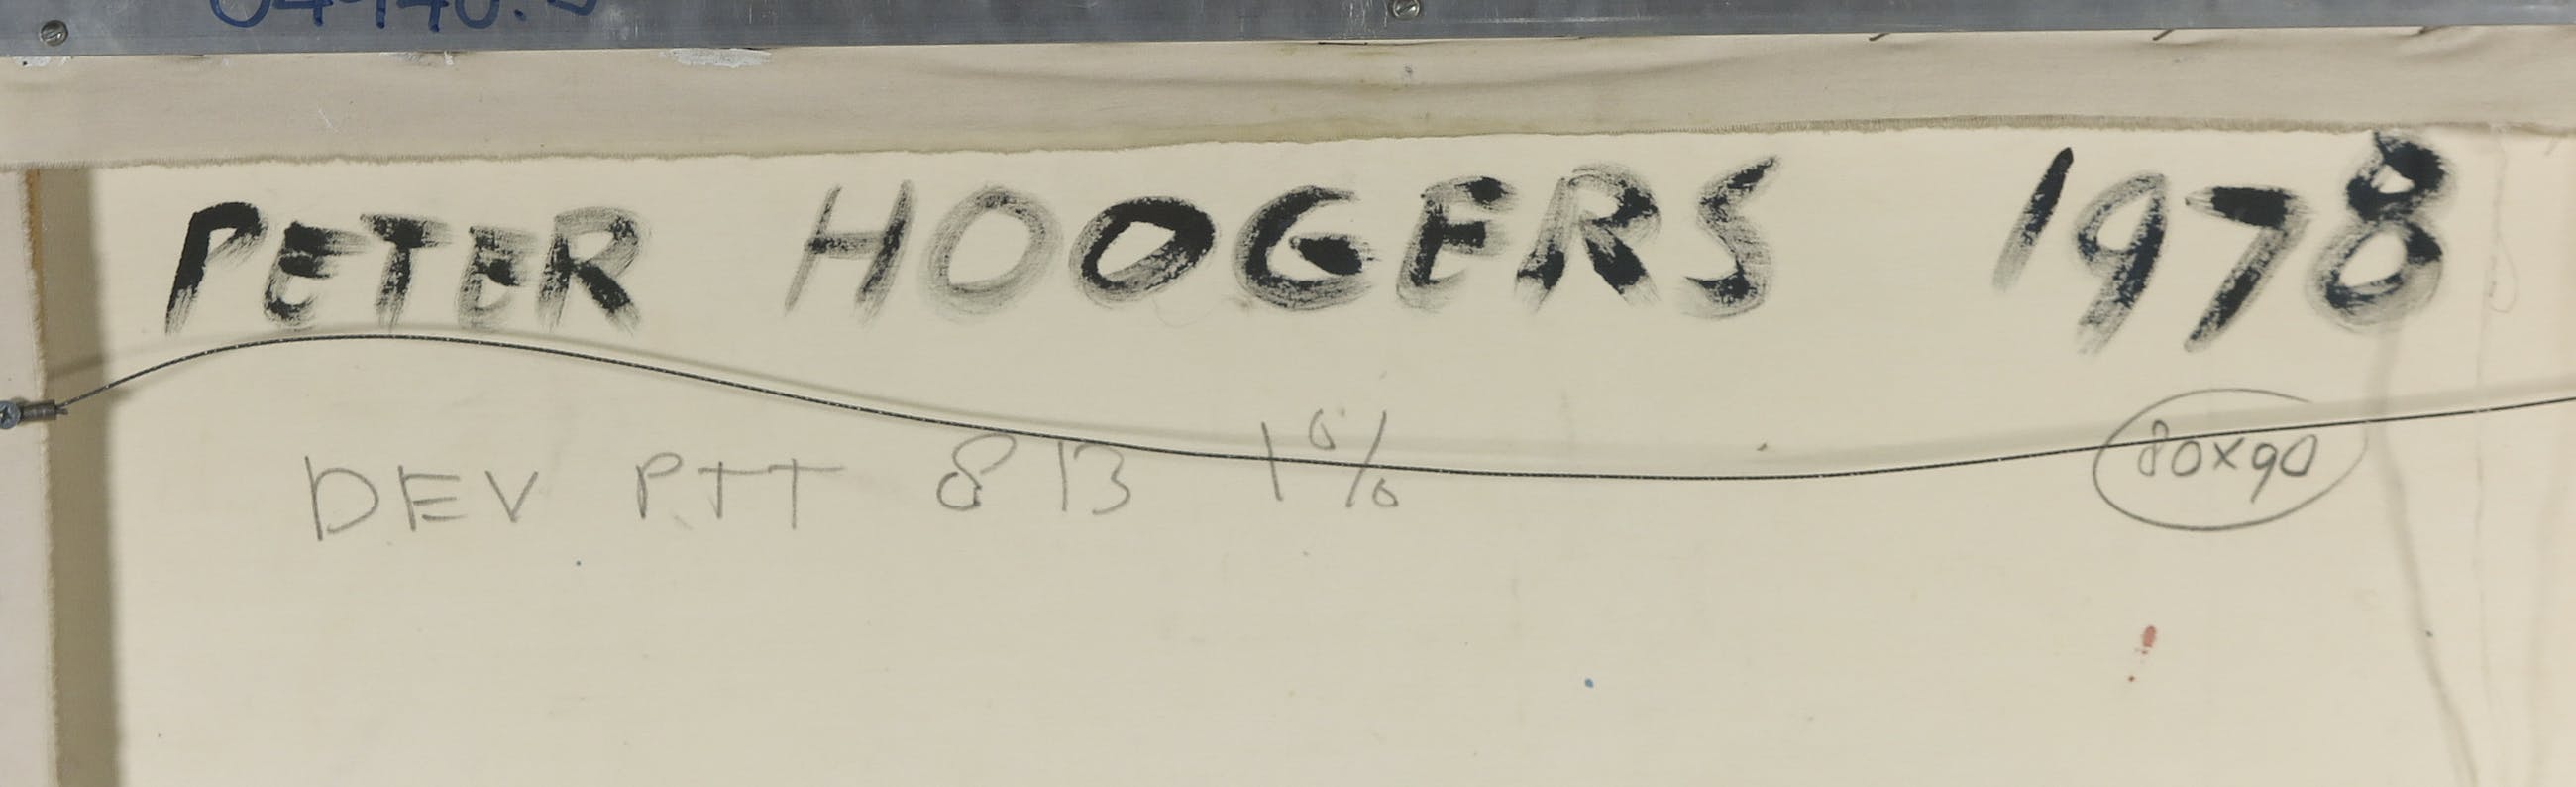 PETER HOOGERS 1978
DEV PTT 813 1%
80x90